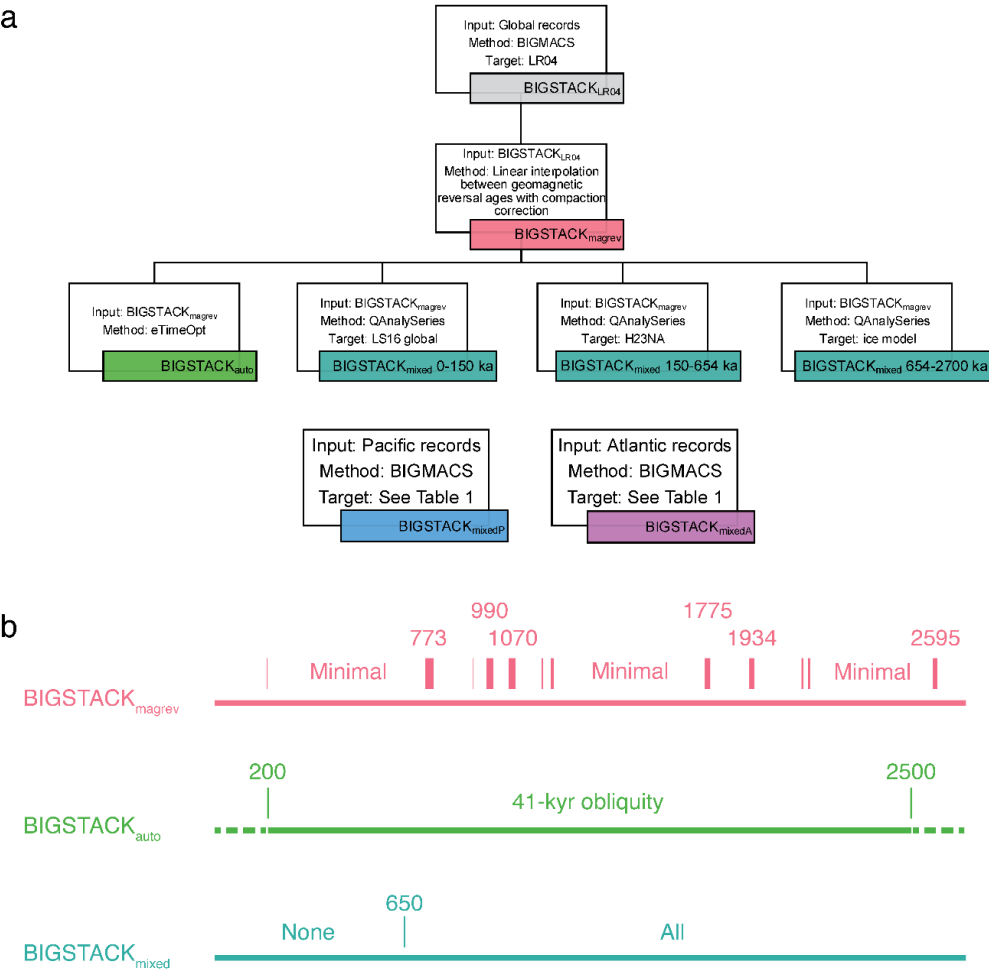 a
Input: Global records
Method: BIGMACS
Target: LR04
BIGSTACKLR04
Input: BIGSTACKLR04
Method: Linear interpolation
between geomagnetic
reversal ages with compaction
correction
BIGSTACKmagrev
Input: BIGSTACKmagrev
Method: eTimeOpt
BIGSTACKauto
Input: BIGSTACKmagrev
Method: QAnalySeries
Target: LS16 global
BIGSTACKmixed 0-150 ka
Input: BIGSTACKmagrev
Method: QAnalySeries
Target: H23NA
BIGSTACKmixed 150-654 ka
Input: BIGSTACKmagrev
Method: QAnalySeries
Target: ice model
BIGSTACKmixed 654-2700 ka
Input: Pacific records
Method: BIGMACS
Target: See Table 1
BIGSTACKmixedP
Input: Atlantic records
Method: BIGMACS
Target: See Table 1
BIGSTACKmixedA
b
990 1775
773 1070 1934 2595
Minimal Minimal Minimal
BIGSTACKmagrev
200 2500
41-kyr obliquity
BIGSTACKauto
650
None All
BIGSTACKmixed